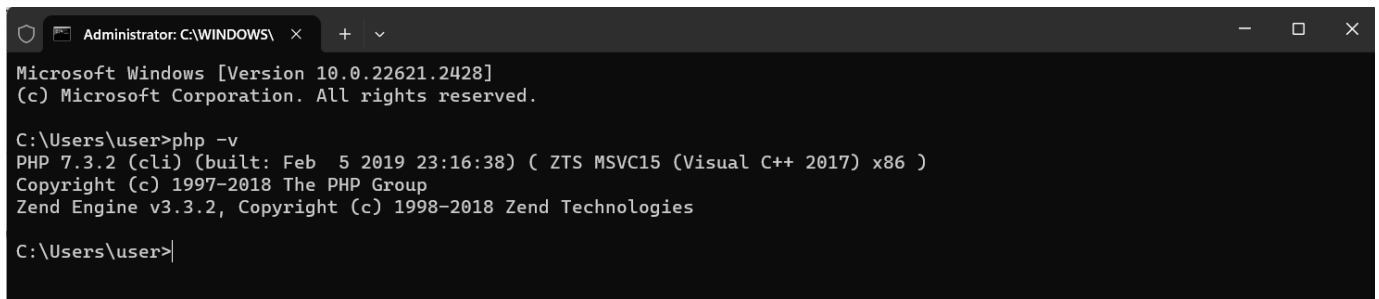 Administrator: C:\WINDOWS\
Microsoft Windows [Version 10.0.22621.2428]
(c) Microsoft Corporation. All rights reserved.
C:\Users\user>php -v
PHP 7.3.2 (cli) (built: Feb  5 2019 23:16:38) ( ZTS MSVC15 (Visual C++ 2017) x86 )
Copyright (c) 1997-2018 The PHP Group
Zend Engine v3.3.2, Copyright (c) 1998-2018 Zend Technologies
C:\Users\user>